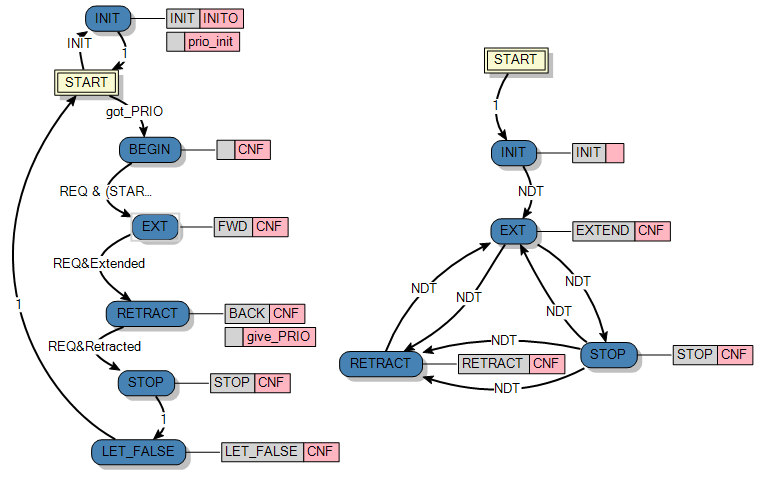 INIT
INIT INITO
prio_init
INIT
1
START
got_PRIO
BEGIN
CNF
REQ & (STAR...
EXT
FWD CNF
REQ&Extended
RETRACT
BACK CNF
give_PRIO
REQ&Retracted
STOP
STOP CNF
1
LET_FALSE
LET_FALSE CNF
1
START
1
INIT
INIT
NDT
EXT
EXTEND CNF
NDT
NDT
NDT
NDT
NDT
STOP
STOP CNF
RETRACT
RETRACT CNF
NDT